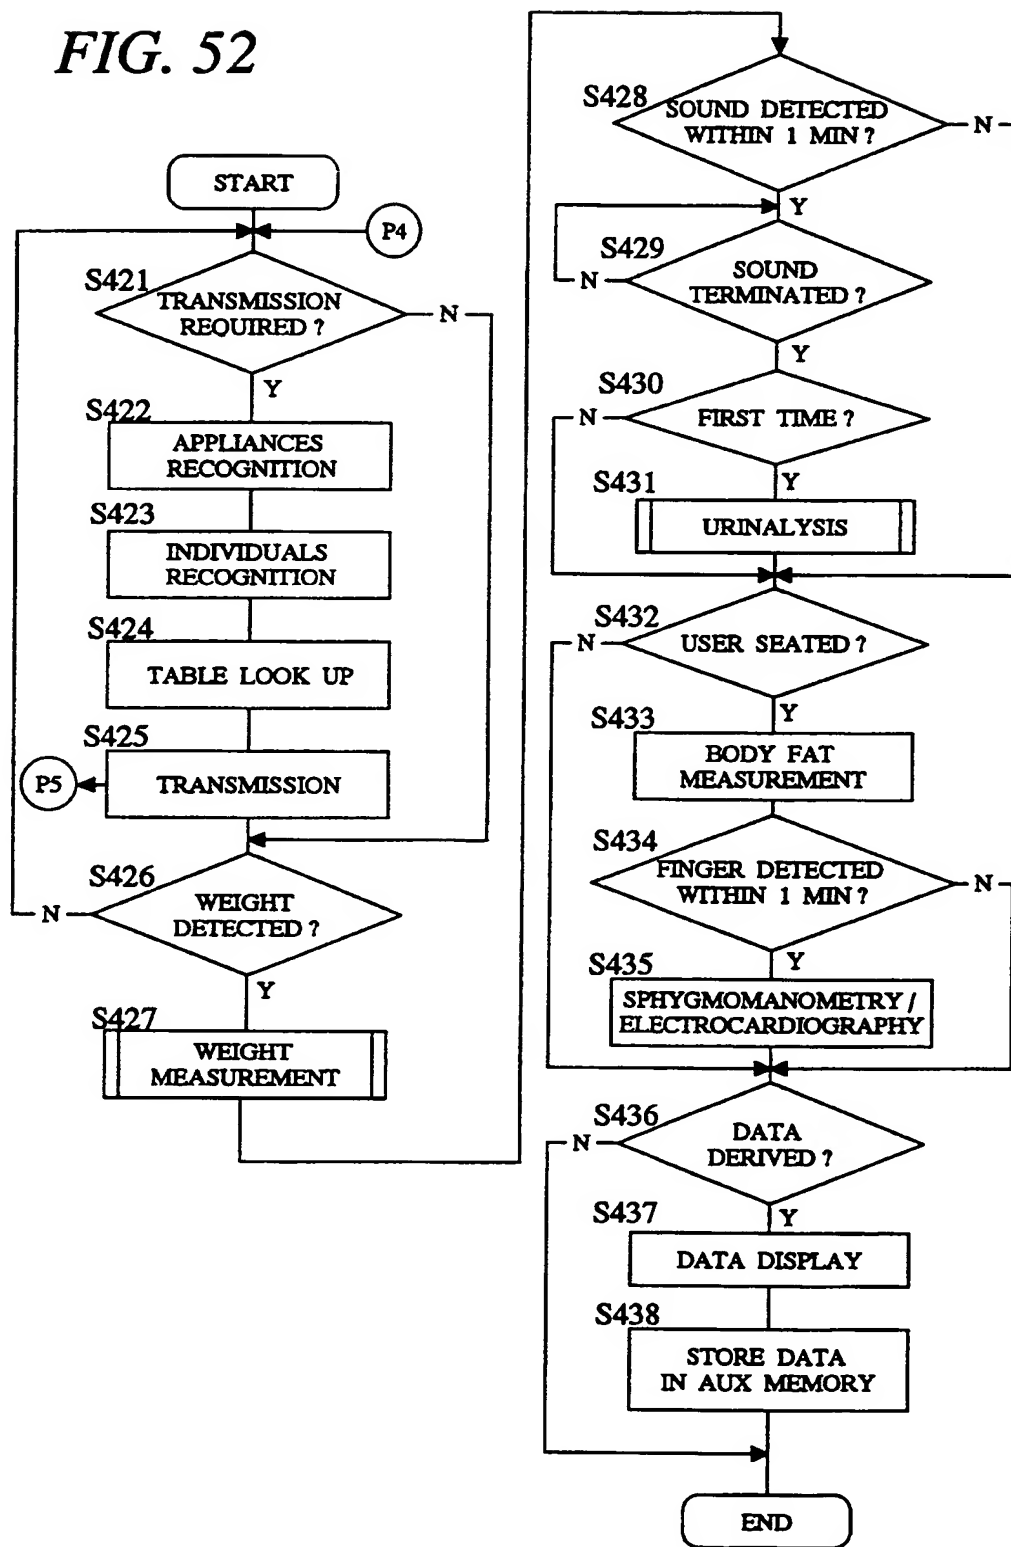 FIG. 52
START
P4
S421
TRANSMISSION
REQUIRED ?
N
Y
S422
APPLIANCES
RECOGNITION
S423
INDIVIDUALS
RECOGNITION
S424
TABLE LOOK UP
S425
TRANSMISSION
P5
S426
WEIGHT
DETECTED ?
N
Y
S427
WEIGHT
MEASUREMENT
S428
SOUND DETECTED
WITHIN 1 MIN ?
N
Y
S429
SOUND
TERMINATED ?
N
Y
S430
FIRST TIME ?
N
Y
S431
URINALYSIS
S432
USER SEATED ?
N
Y
S433
BODY FAT
MEASUREMENT
S434
FINGER DETECTED
WITHIN 1 MIN ?
N
Y
S435
SPHYGMOMANOMETRY /
ELECTROCARDIOGRAPHY
S436
DATA
DERIVED ?
N
Y
S437
DATA DISPLAY
S438
STORE DATA
IN AUX MEMORY
END